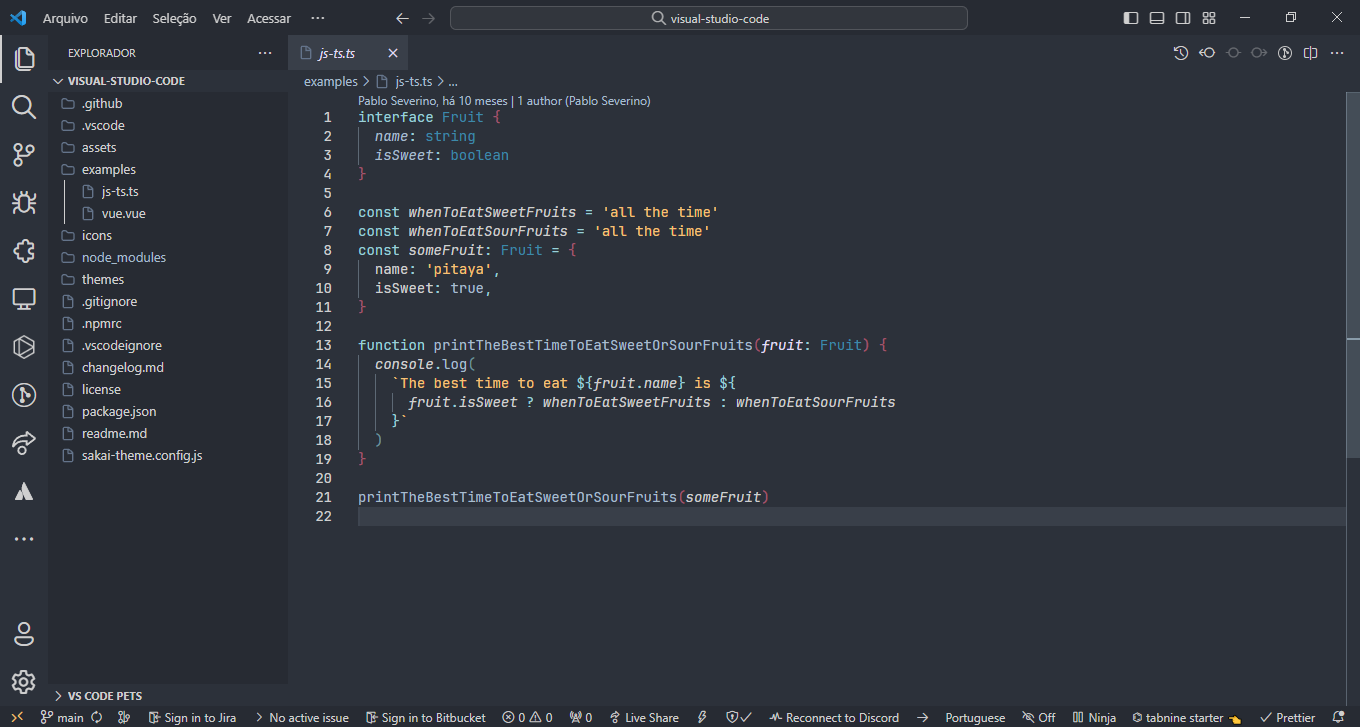 Arquivo Editar Seleção Ver Acessar ··· visual-studio-code
EXPLORADOR ···
js-ts.ts
VISUAL-STUDIO-CODE
.github
.vscode
assets
examples
js-ts.ts
vue.vue
icons
node_modules
themes
.gitignore
.npmrc
.vscodeignore
changelog.md
license
package.json
readme.md
sakai-theme.config.js
VS CODE PETS
examples > js-ts.ts > ...
Pablo Severino, há 10 meses | 1 author (Pablo Severino)
1 interface Fruit {
2 name: string
3 isSweet: boolean
4 }
5
6 const whenToEatSweetFruits = 'all the time'
7 const whenToEatSourFruits = 'all the time'
8 const someFruit: Fruit = {
9 name: 'pitaya',
10 isSweet: true,
11 }
12
13 function printTheBestTimeToEatSweetOrSourFruits(fruit: Fruit) {
14 console.log(
15 `The best time to eat ${fruit.name} is ${
16 fruit.isSweet ? whenToEatSweetFruits : whenToEatSourFruits
17 }`
18 )
19 }
20
21 printTheBestTimeToEatSweetOrSourFruits(someFruit)
22
main Sign in to Jira > No active issue Sign in to Bitbucket 0 0 0 Live Share Reconnect to Discord Portuguese Off Ninja tabnine starter Prettier